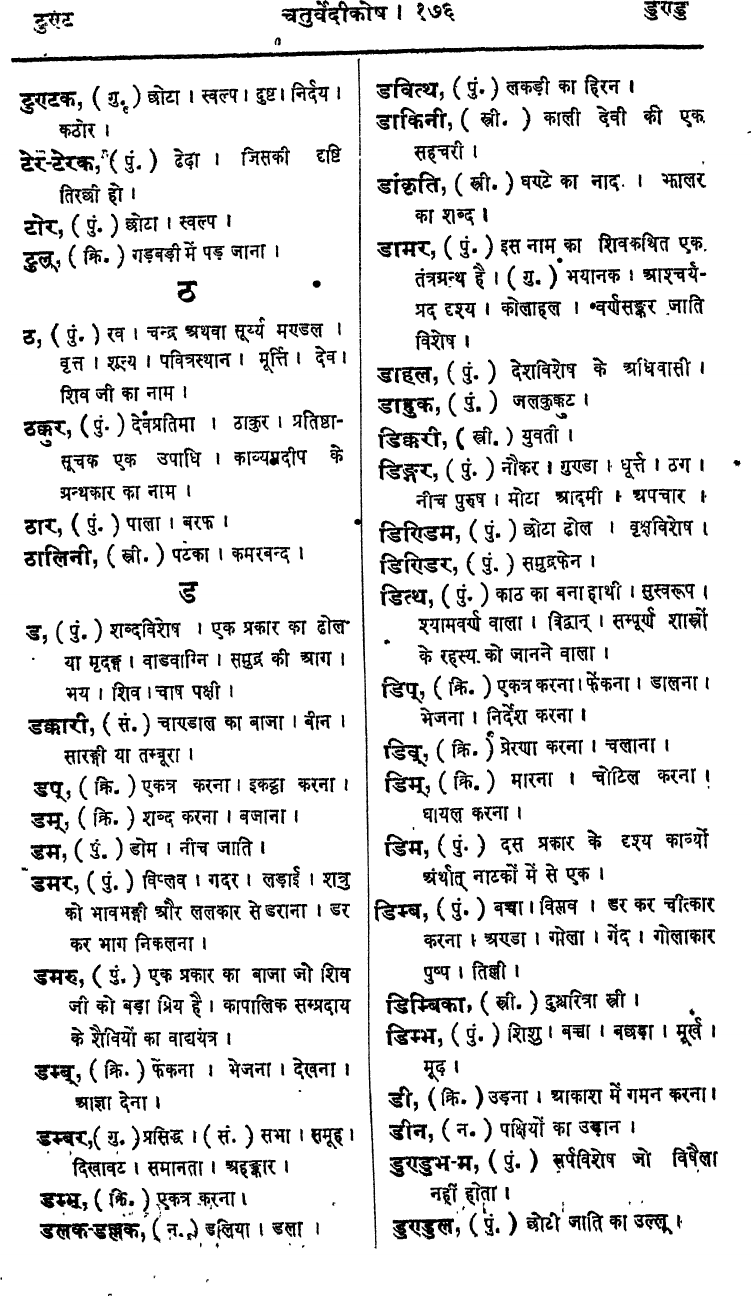 टुण्ट
चतुर्वेदीकोष । १७६
डुण्डु
टुण्टक, ( गु. ) छोटा । स्वल्प । दुष्ट । निर्दय ।
कठोर ।
टेर-टेरक, ( पुं. ) ढेढ़ा । जिसकी दृष्टि
तिरछी हो ।
टोर, ( पुं. ) छोटा । स्वल्प ।
टुल्, ( क्रि. ) गड़बड़ी में पड़ जाना ।
ठ
ठ, ( पुं. ) रव । चन्द्र अथवा सूर्य्य मण्डल ।
वृत्त । शून्य । पवित्रस्थान । मूर्त्ति । देव ।
शिव जी का नाम ।
ठक्कुर, ( पुं. ) देवप्रतिमा । ठाकुर । प्रतिष्ठा-
सूचक एक उपाधि । काव्यप्रदीप के
ग्रन्थकार का नाम ।
ठार, ( पुं. ) पाला । बरफ ।
ठालिनी, ( स्त्री. ) पटका । कमरबन्द ।
ड
ड, ( पुं. ) शब्दविशेष । एक प्रकार का ढोल
या मृदङ्ग । वाडवाग्नि । समुद्र की आग ।
भय । शिव । चाष पक्षी ।
डक्कारी, ( सं. ) चाण्डाल का बाजा । बीन ।
सारङ्गी या तम्बूरा ।
डप्, ( क्रि. ) एकत्र करना । इकट्ठा करना ।
डम्, ( क्रि. ) शब्द करना । बजाना ।
डम, ( पुं. ) डोम । नीच जाति ।
डमर, ( पुं. ) विप्लव । गदर । लड़ाई । शत्रु
को भावभङ्गी और ललकार से डराना । डर
कर भाग निकलना ।
डमरु, ( पुं. ) एक प्रकार का बाजा जो शिव
जी को बड़ा प्रिय है । कापालिक सम्प्रदाय
के शैवियों का वाद्ययंत्र ।
डम्ब्, ( क्रि. ) फेंकना । भेजना । देखना ।
आज्ञा देना ।
डम्बर, ( गु. ) प्रसिद्ध । ( सं. ) सभा । समूह ।
दिखावट । समानता । अहङ्कार ।
डम्भ्, ( क्रि. ) एकत्र करना ।
डलक-डल्लक, ( न. ) डलिया । डला ।
डवित्थ, ( पुं. ) लकड़ी का हिरन ।
डाकिनी, ( स्त्री. ) काली देवी की एक
सहचरी ।
डांकृति, ( स्त्री. ) घण्टे का नाद । झालर
का शब्द ।
डामर, ( पुं. ) इस नाम का शिवकथित एक
तंत्रग्रन्थ है । ( गु. ) भयानक । आश्चर्य-
प्रद दृश्य । कोलाहल । वर्णसङ्कर जाति
विशेष ।
डाहल, ( पुं. ) देशविशेष के अधिवासी ।
डाहुक, ( पुं. ) जलकुक्कुट ।
डिक्करी, ( स्त्री. ) युवती ।
डिङ्गर, ( पुं. ) नौकर । गुण्डा । धूर्त्त । ठग ।
नीच पुरुष । मोटा आदमी । अपचार ।
डिण्डिम, ( पुं. ) छोटा ढोल । वृक्षविशेष ।
डिण्डिर, ( पुं. ) समुद्रफेन ।
डित्थ, ( पुं. ) काठ का बना हाथी । सुस्वरूप ।
श्यामवर्ण वाला । विद्वान् । सम्पूर्ण शास्त्रों
के रहस्य को जानने वाला ।
डिप्, ( क्रि. ) एकत्र करना । फेंकना । डालना ।
भेजना । निर्देश करना ।
डिव्, ( क्रि. ) प्रेरणा करना । चलाना ।
डिम्, ( क्रि. ) मारना । चोटिल करना ।
घायल करना ।
डिम, ( पुं. ) दस प्रकार के दृश्य काव्यों
अर्थात् नाटकों में से एक ।
डिम्ब, ( पुं. ) बच्चा । विप्लव । डर कर चीत्कार
करना । अण्डा । गोला । गेंद । गोलाकार
पुष्प । तिल्ली ।
डिम्बिका, ( स्त्री. ) दुश्चरित्रा स्त्री ।
डिम्भ, ( पुं. ) शिशु । बच्चा । बछड़ा । मूर्ख ।
मूढ़ ।
डी, ( क्रि. ) उड़ना । आकाश में गमन करना ।
डीन, ( न. ) पक्षियों का उड़ान ।
डुण्डुभ-म, ( पुं. ) सर्पविशेष जो विषैला
नहीं होता ।
डुण्डुल, ( पुं. ) छोटी जाति का उल्लू ।